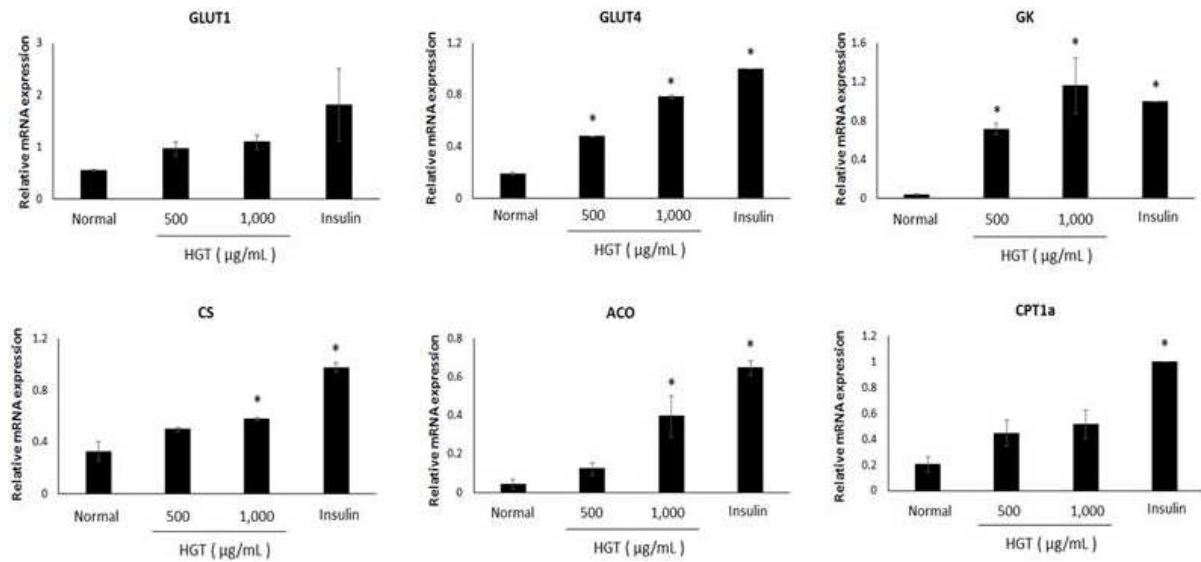 GLUT1
Relative mRNA expression
3
2
1
0
Normal 500 1,000 Insulin
HGT ( µg/mL )
GLUT4
Relative mRNA expression
1.2
0.8
0.4
0
* * *
Normal 500 1,000 Insulin
HGT ( µg/mL )
GK
Relative mRNA expression
1.6
1.2
0.8
0.4
0
* * *
Normal 500 1,000 Insulin
HGT ( µg/mL )
CS
Relative mRNA expression
1.2
0.8
0.4
0
* *
Normal 500 1,000 Insulin
HGT ( µg/mL )
ACO
Relative mRNA expression
0.8
0.6
0.4
0.2
0
* *
Normal 500 1,000 Insulin
HGT ( µg/mL )
CPT1a
Relative mRNA expression
1.2
1
0.8
0.6
0.4
0.2
0
*
Normal 500 1,000 Insulin
HGT ( µg/mL )